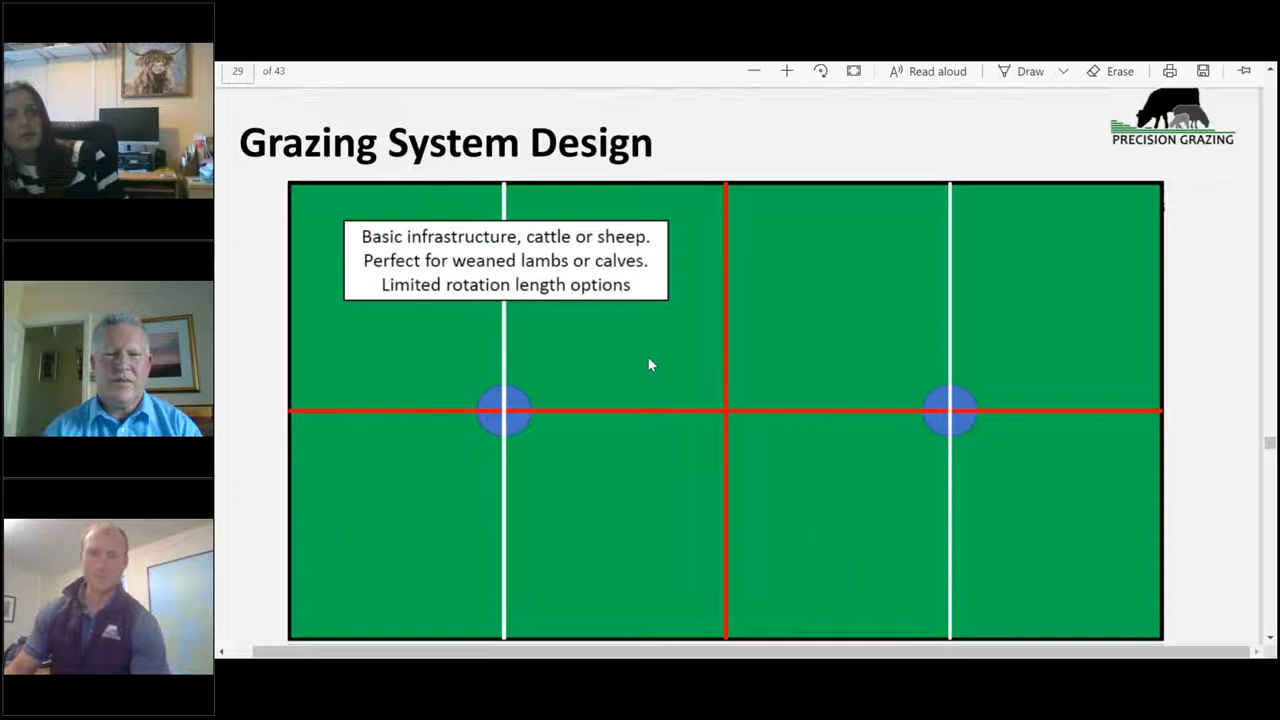 29 of 43
Read aloud
Draw
Erase
Grazing System Design
PRECISION GRAZING
Basic infrastructure, cattle or sheep.
Perfect for weaned lambs or calves.
Limited rotation length options